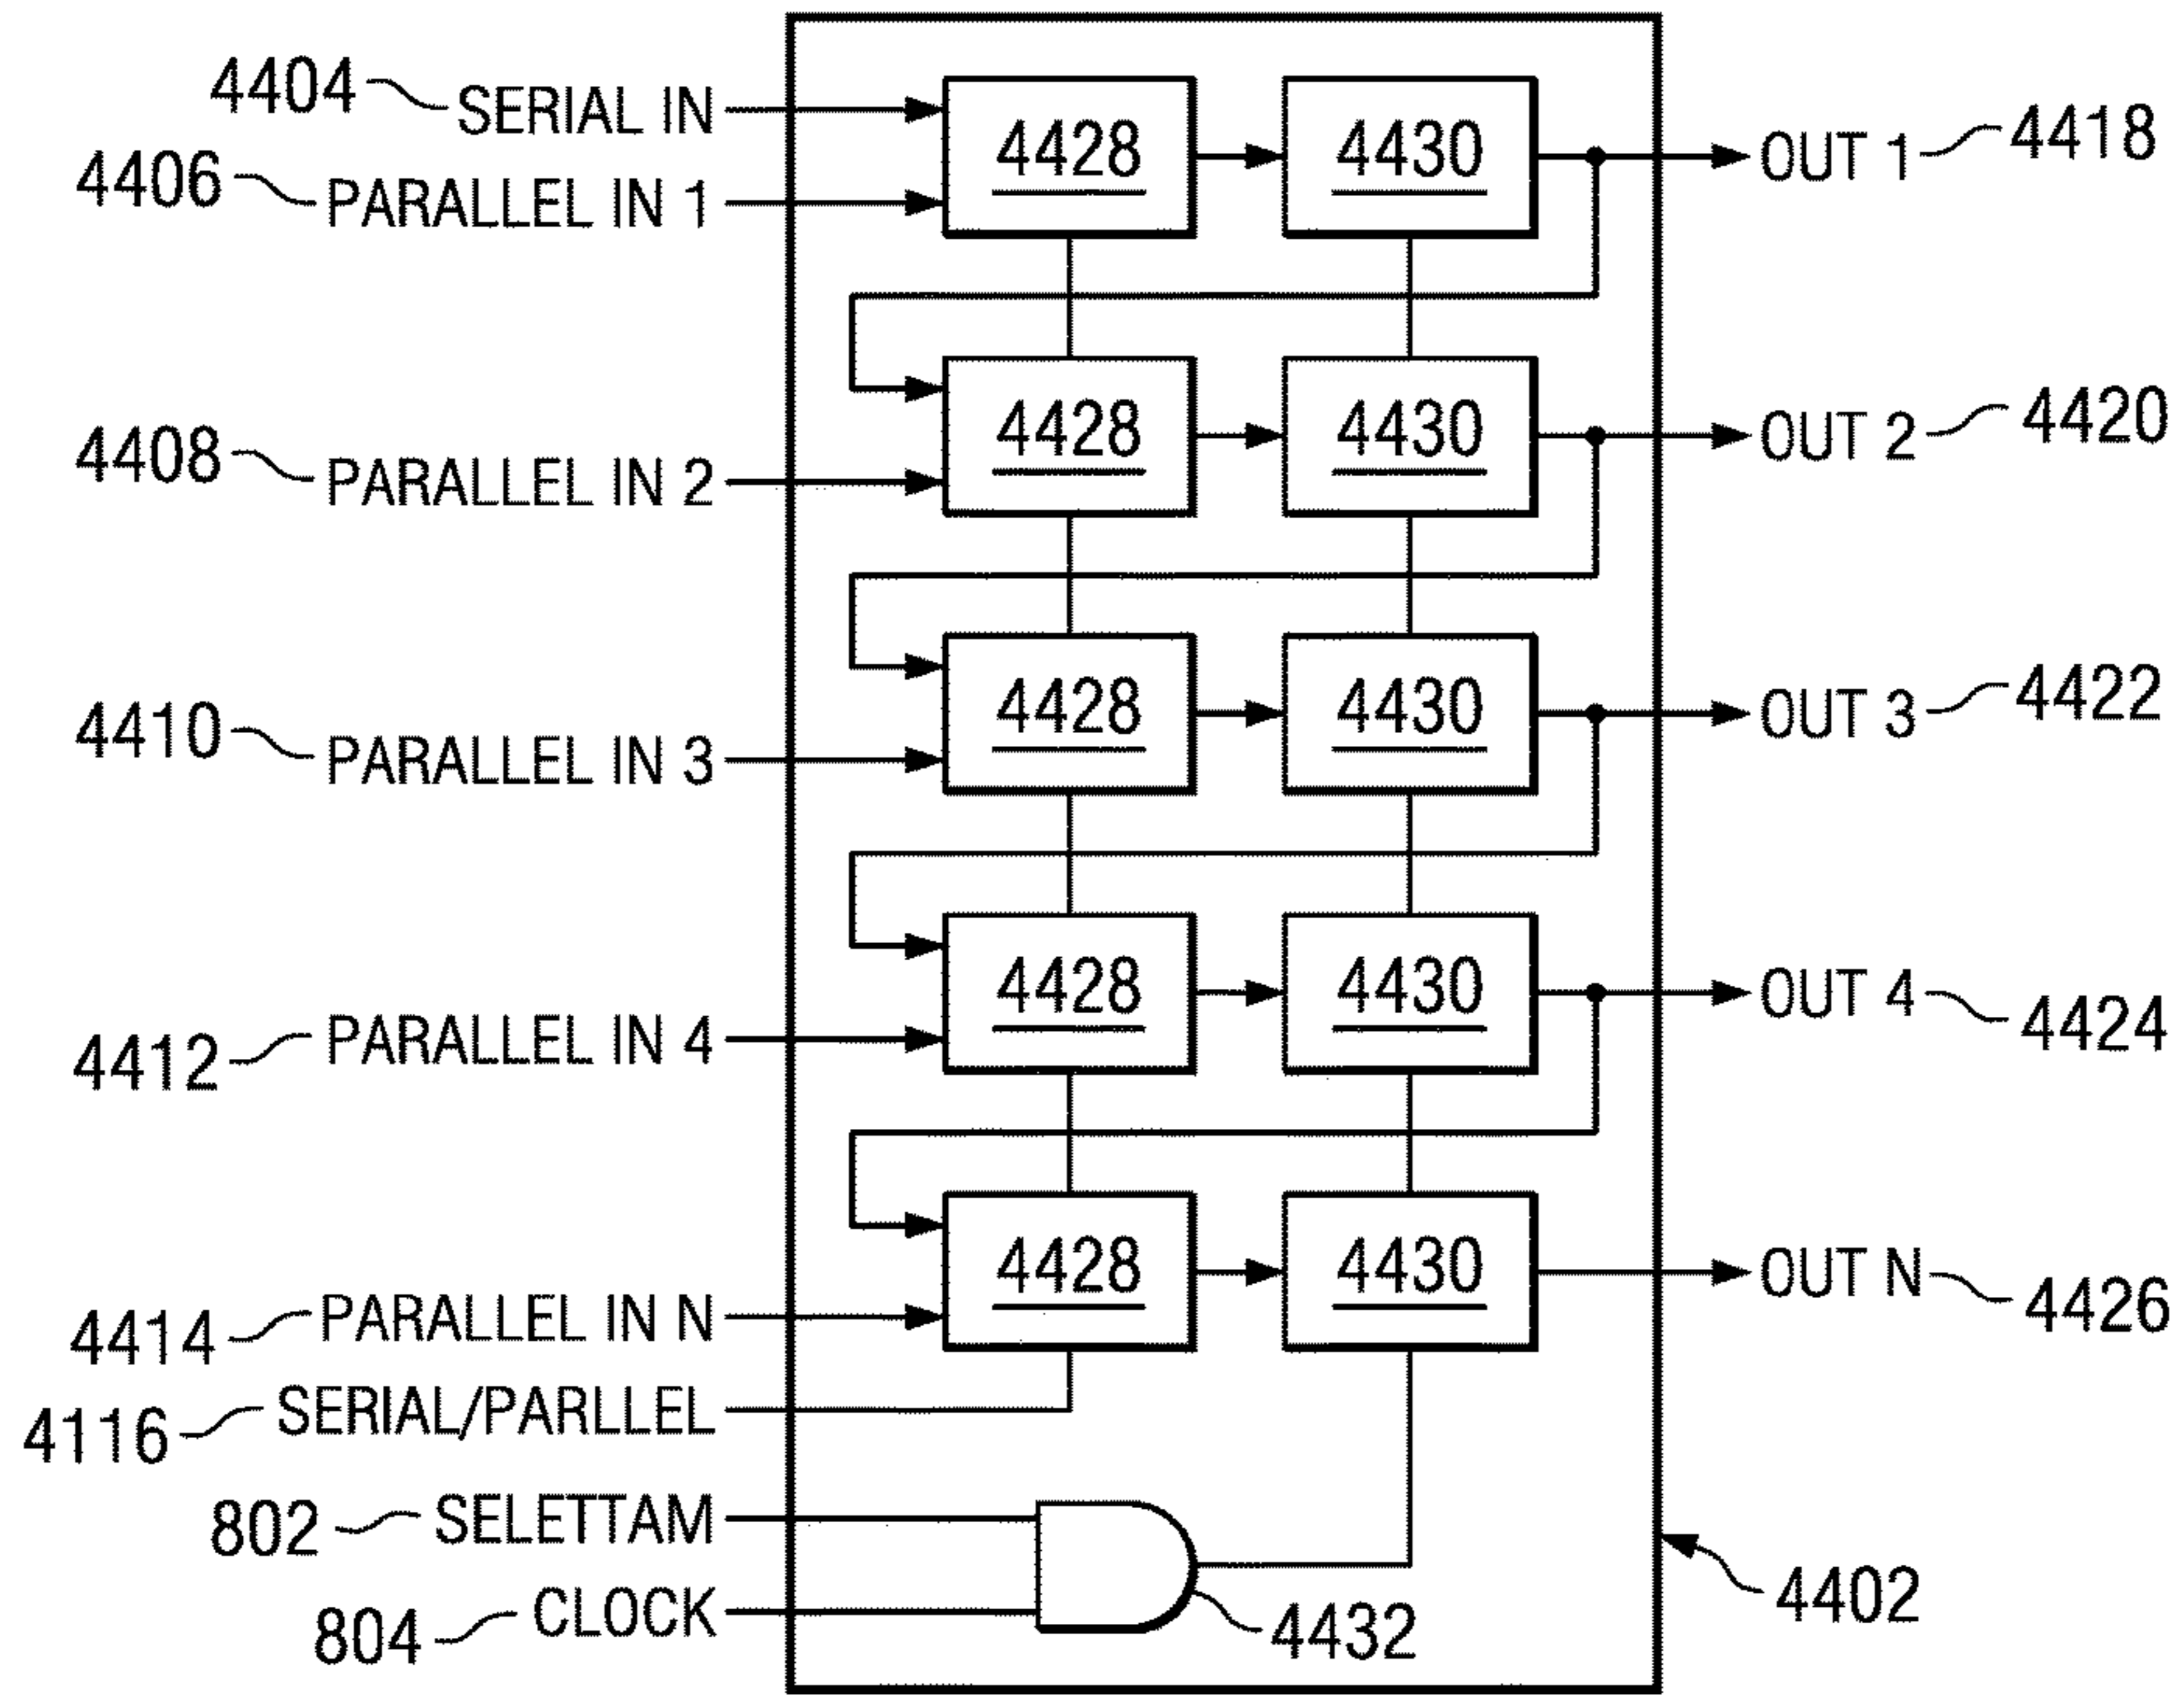 4404 SERIAL IN 4428 4430 OUT 1 4418
4406 PARALLEL IN 1
4408 PARALLEL IN 2 4428 4430 OUT 2 4420
4410 PARALLEL IN 3 4428 4430 OUT 3 4422
4412 PARALLEL IN 4 4428 4430 OUT 4 4424
4414 PARALLEL IN N 4428 4430 OUT N 4426
4116 SERIAL/PARLLEL
802 SELETTAM
804 CLOCK 4432 4402